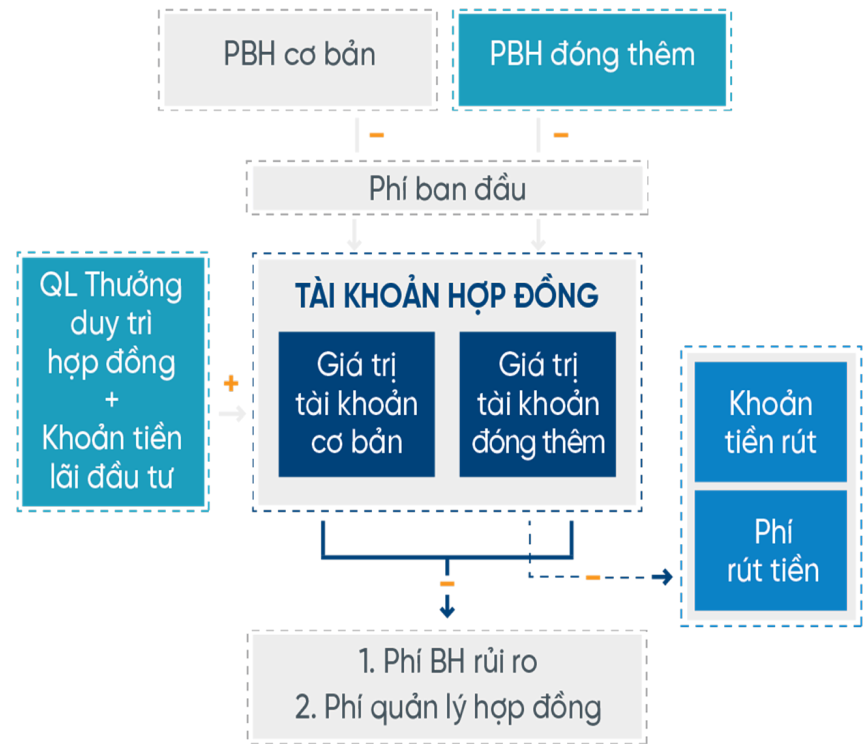 PBH cơ bản
PBH đóng thêm
–
–
Phí ban đầu
QL Thưởng
duy trì
hợp đồng
+
Khoản tiền
lãi đầu tư
+
TÀI KHOẢN HỢP ĐỒNG
Giá trị
tài khoản
cơ bản
Giá trị
tài khoản
đóng thêm
Khoản
tiền rút
Phí
rút tiền
–
–
1. Phí BH rủi ro
2. Phí quản lý hợp đồng